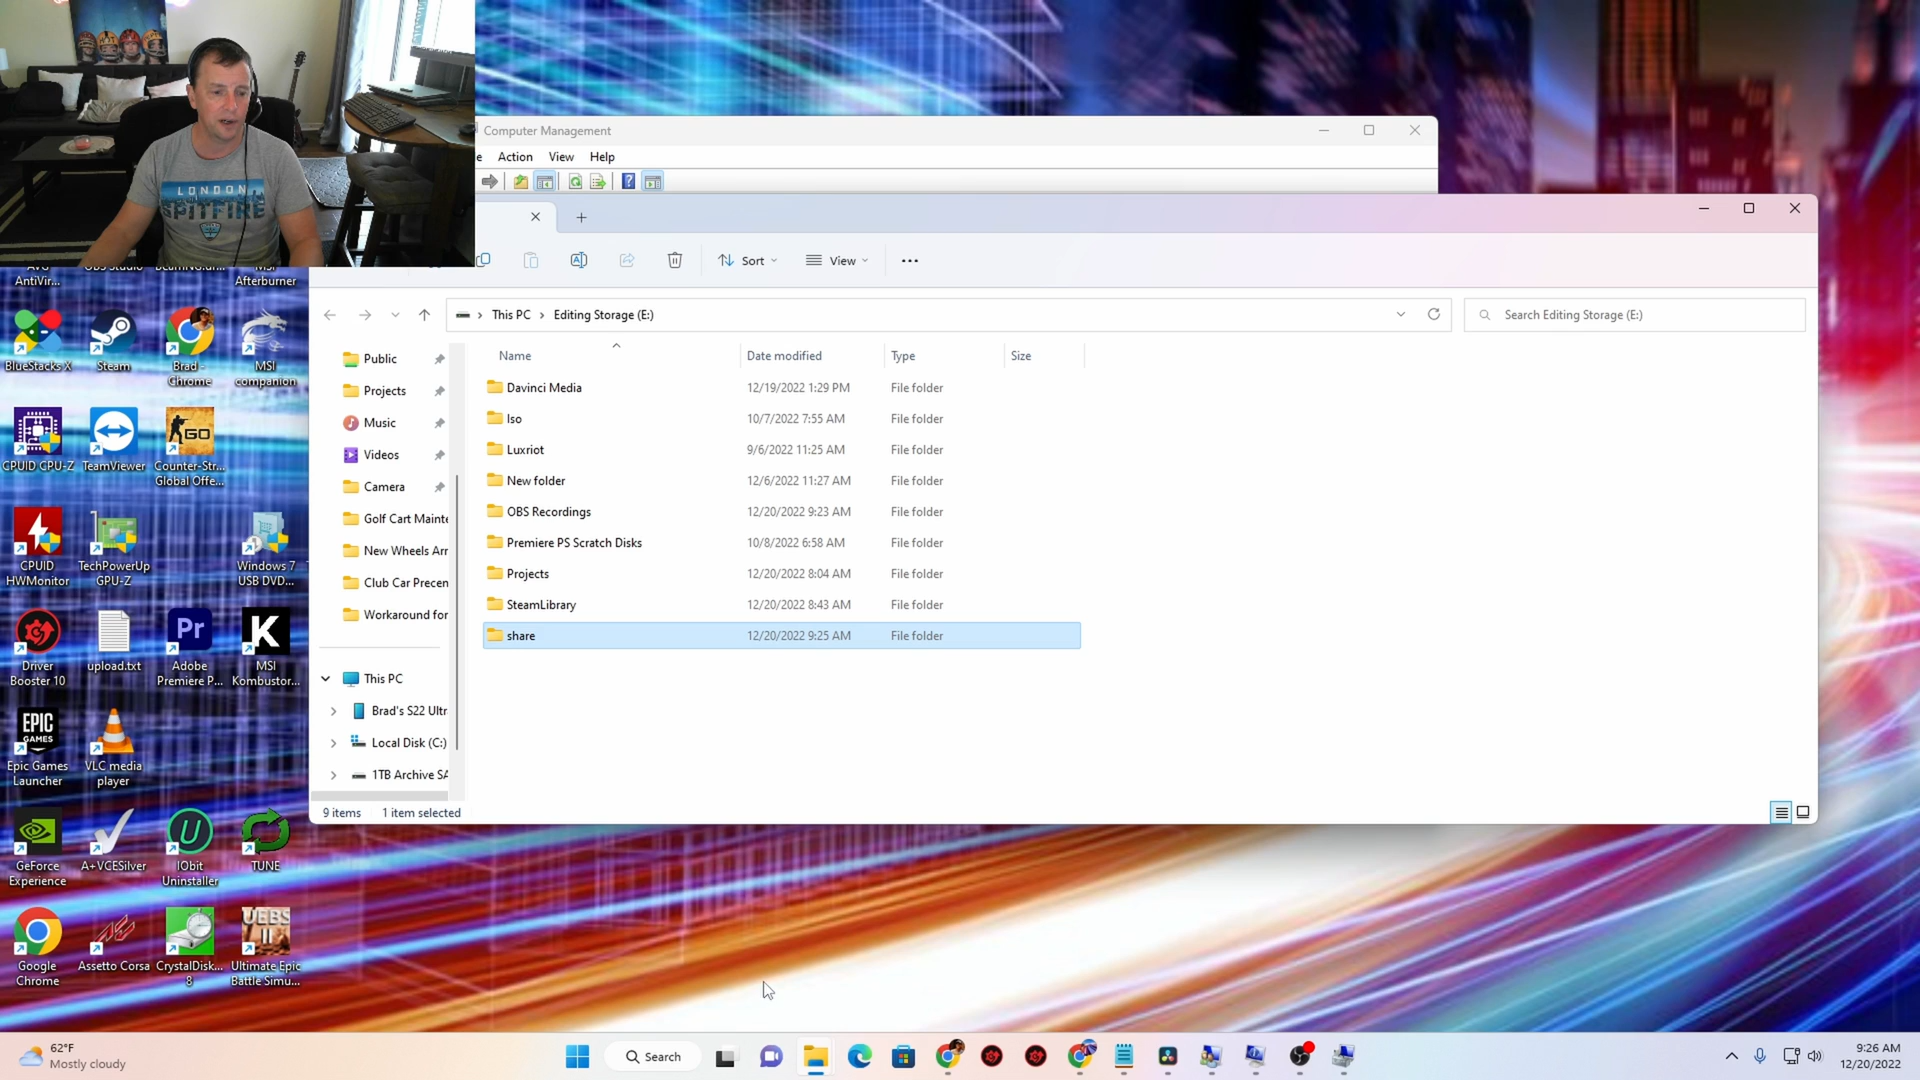 LONDON
SPITFIRE
Computer Management
Action View Help
Sort View
This PC Editing Storage (E:)
Search Editing Storage (E:)
Name Date modified Type Size
Davinci Media 12/19/2022 1:29 PM File folder
Iso 10/7/2022 7:55 AM File folder
Luxriot 9/6/2022 11:25 AM File folder
New folder 12/6/2022 11:27 AM File folder
OBS Recordings 12/20/2022 9:23 AM File folder
Premiere PS Scratch Disks 10/8/2022 6:58 AM File folder
Projects 12/20/2022 8:04 AM File folder
SteamLibrary 12/20/2022 8:43 AM File folder
share 12/20/2022 9:25 AM File folder
Public
Projects
Music
Videos
Camera
Golf Cart Mainte
New Wheels Arr
Club Car Precen
Workaround for
This PC
Brad's S22 Ultr
Local Disk (C:)
1TB Archive SA
9 items 1 item selected
AntiVir...
Afterburner
BlueStacks X
Steam
Brad -
Chrome
MSI
companion
CPUID CPU-Z
TeamViewer
GO
Counter-Str...
Global Offe...
CPUID
HWMonitor
TechPowerUp
GPU-Z
Windows 7
USB DVD...
Driver
Booster 10
upload.txt
Pr
Adobe
Premiere P...
K
MSI
Kombustor...
EPIC
GAMES
Epic Games
Launcher
VLC media
player
GeForce
Experience
A+VCESilver
IObit
Uninstaller
TUNE
Google
Chrome
Assetto Corsa
CrystalDisk...
8
UEBS
II
Ultimate Epic
Battle Simu...
62°F
Mostly cloudy
Search
9:26 AM
12/20/2022